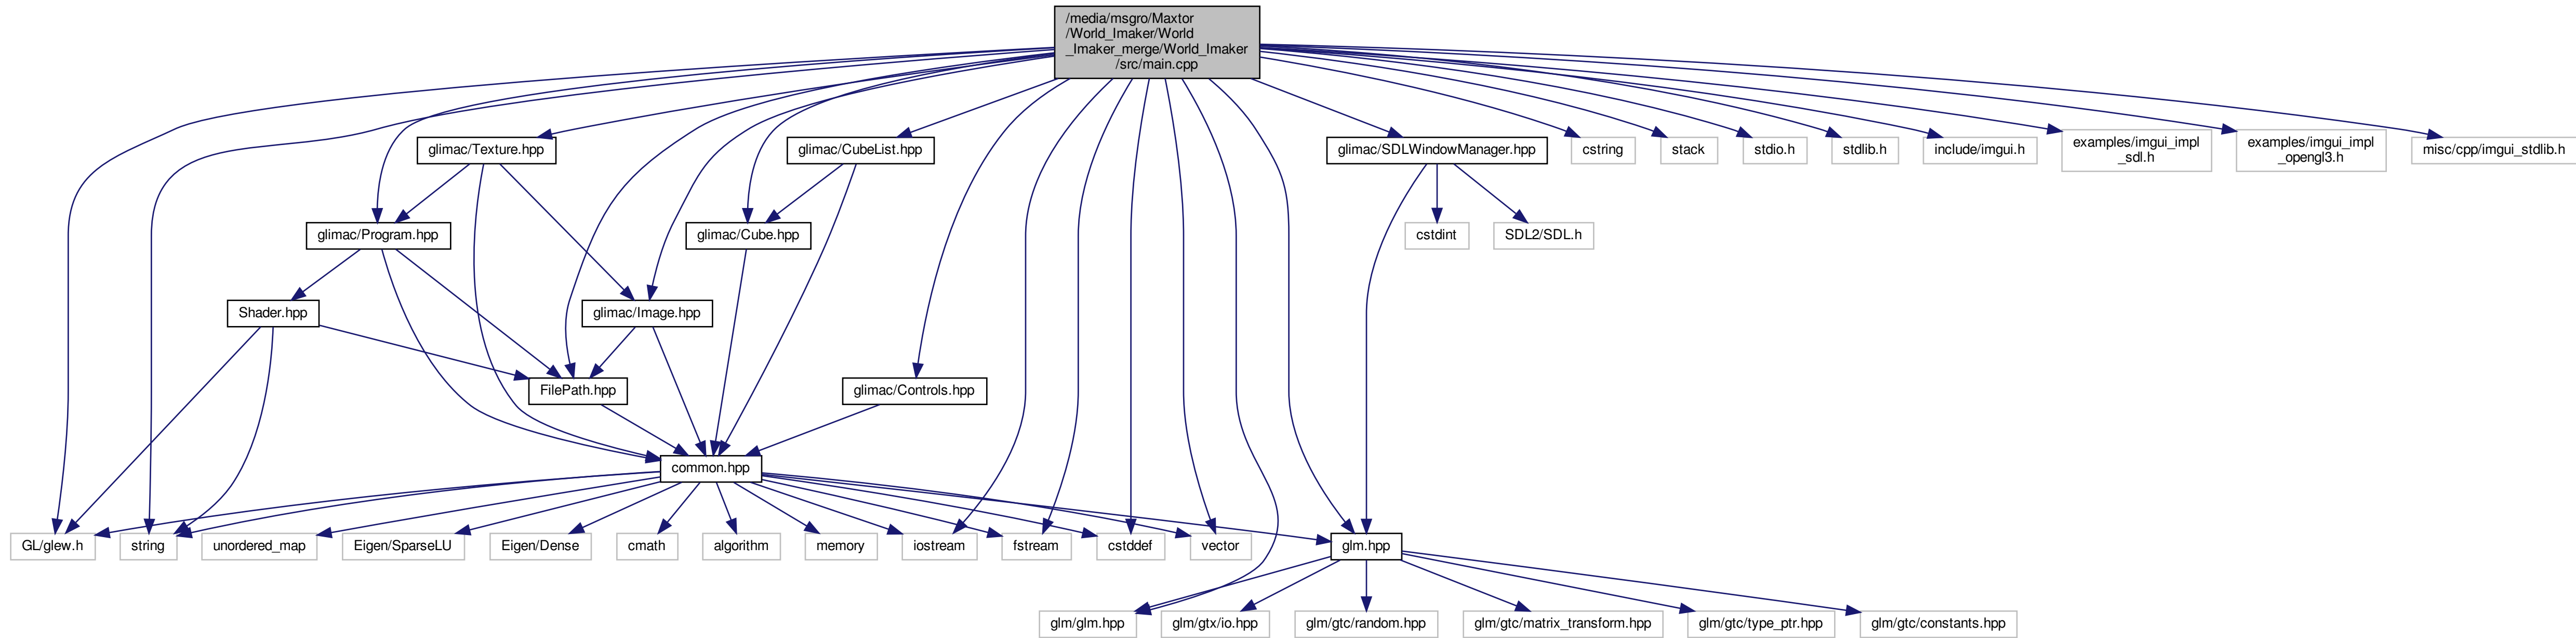 /media/msgro/Maxtor
/World_Imaker/World
_Imaker_merge/World_Imaker
/src/main.cpp
glimac/Texture.hpp
glimac/CubeList.hpp
glimac/SDLWindowManager.hpp
cstring
stack
stdio.h
stdlib.h
include/imgui.h
examples/imgui_impl
_sdl.h
examples/imgui_impl
_opengl3.h
misc/cpp/imgui_stdlib.h
glimac/Program.hpp
glimac/Cube.hpp
cstdint
SDL2/SDL.h
Shader.hpp
glimac/Image.hpp
FilePath.hpp
glimac/Controls.hpp
common.hpp
GL/glew.h
string
unordered_map
Eigen/SparseLU
Eigen/Dense
cmath
algorithm
memory
iostream
fstream
cstddef
vector
glm.hpp
glm/glm.hpp
glm/gtx/io.hpp
glm/gtc/random.hpp
glm/gtc/matrix_transform.hpp
glm/gtc/type_ptr.hpp
glm/gtc/constants.hpp